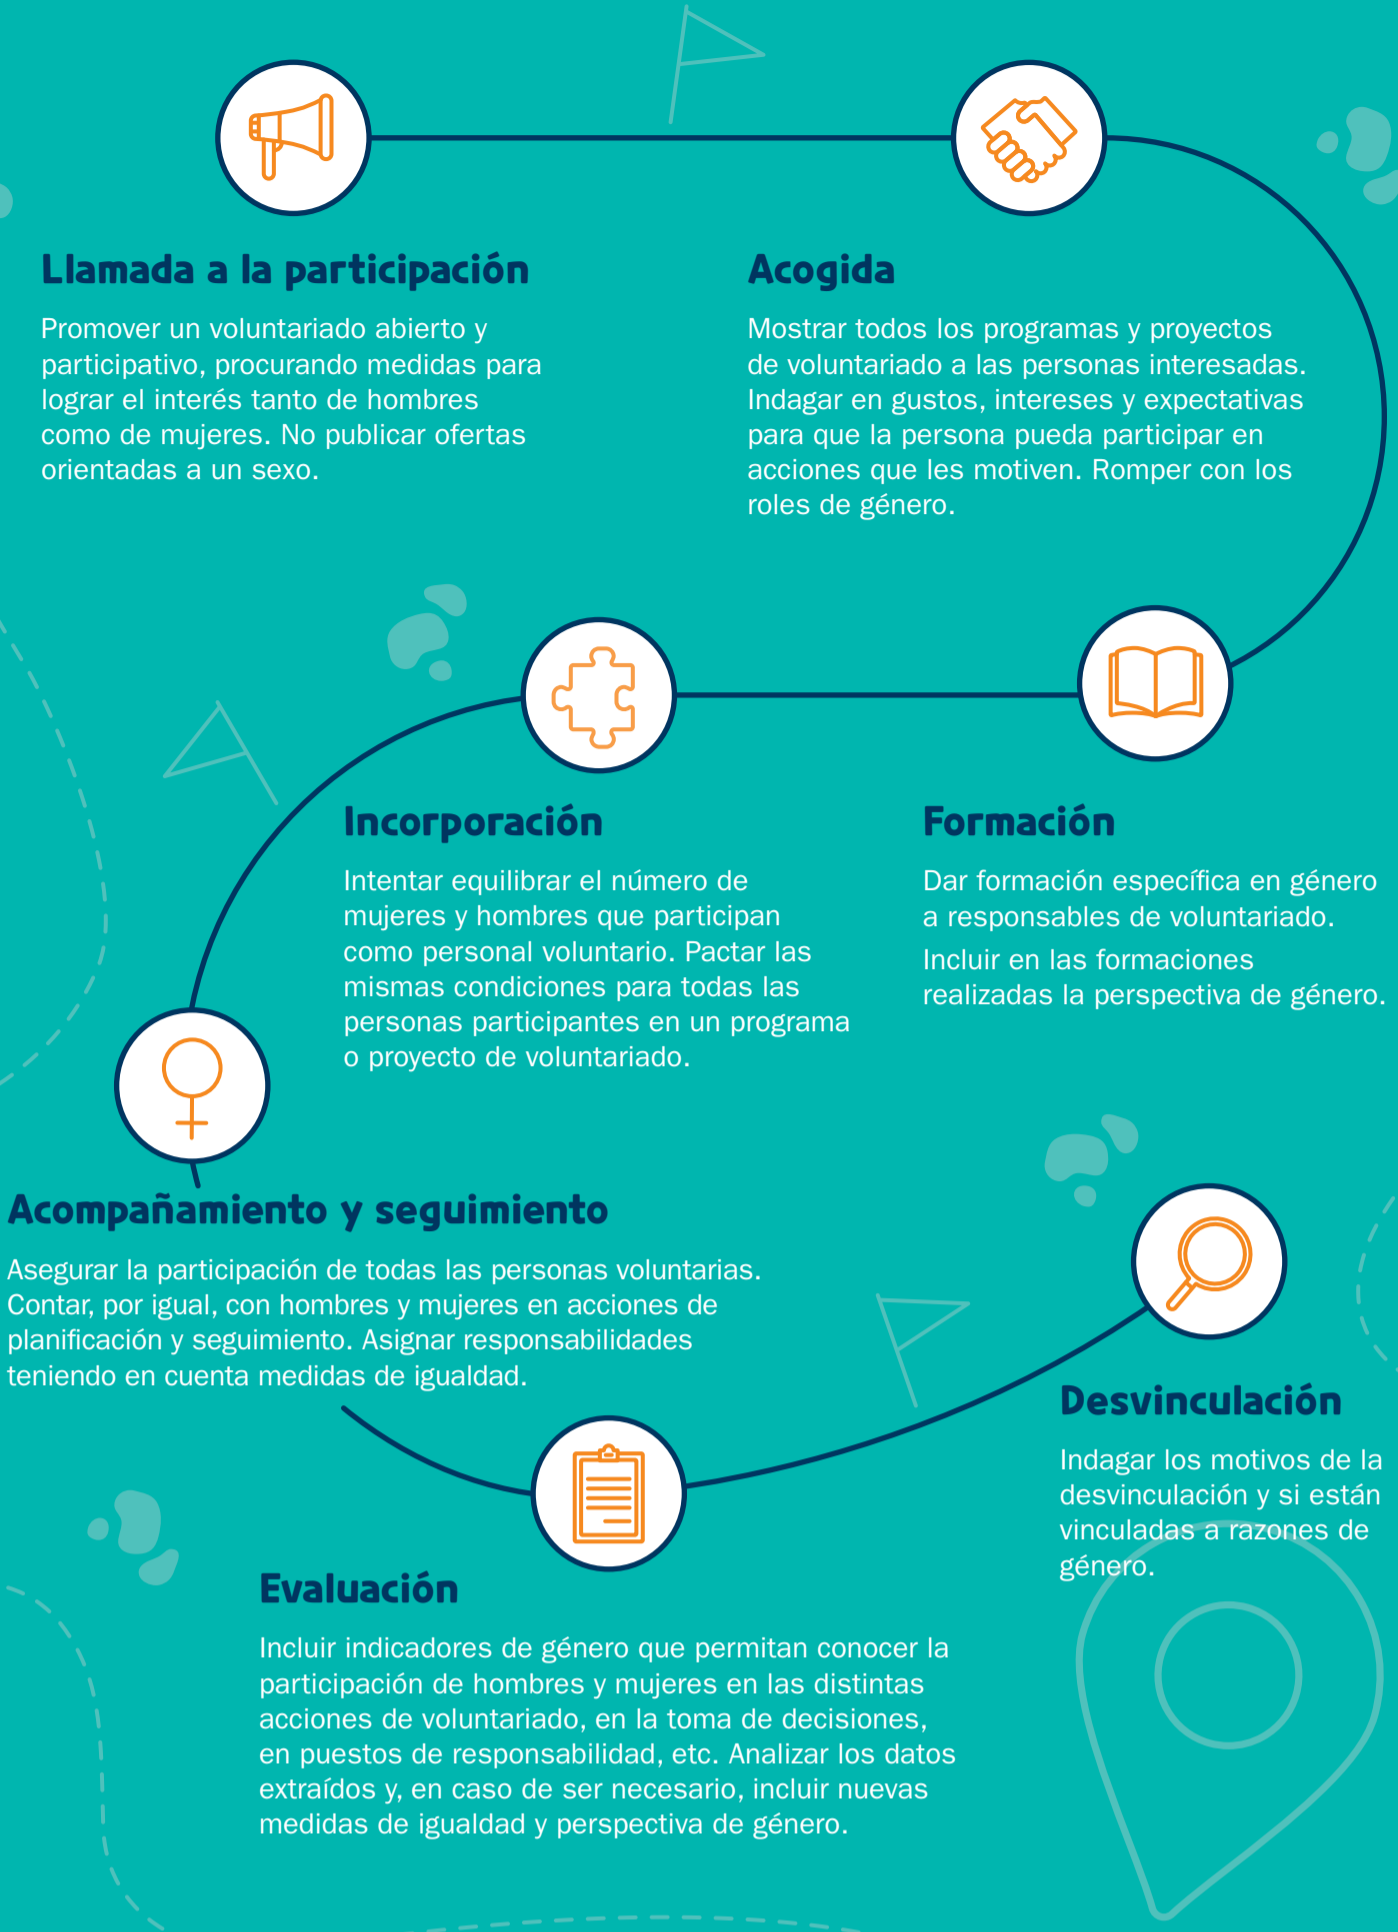 Llamada a la participación
Promover un voluntariado abierto y
participativo, procurando medidas para
lograr el interés tanto de hombres
como de mujeres. No publicar ofertas
orientadas a un sexo.
Acogida
Mostrar todos los programas y proyectos
de voluntariado a las personas interesadas.
Indagar en gustos, intereses y expectativas
para que la persona pueda participar en
acciones que les motiven. Romper con los
roles de género.
Formación
Dar formación específica en género
a responsables de voluntariado.
Incluir en las formaciones
realizadas la perspectiva de género.
Incorporación
Intentar equilibrar el número de
mujeres y hombres que participan
como personal voluntario. Pactar las
mismas condiciones para todas las
personas participantes en un programa
o proyecto de voluntariado.
Acompañamiento y seguimiento
Asegurar la participación de todas las personas voluntarias.
Contar, por igual, con hombres y mujeres en acciones de
planificación y seguimiento. Asignar responsabilidades
teniendo en cuenta medidas de igualdad.
Evaluación
Incluir indicadores de género que permitan conocer la
participación de hombres y mujeres en las distintas
acciones de voluntariado, en la toma de decisiones,
en puestos de responsabilidad, etc. Analizar los datos
extraídos y, en caso de ser necesario, incluir nuevas
medidas de igualdad y perspectiva de género.
Desvinculación
Indagar los motivos de la
desvinculación y si están
vinculadas a razones de
género.